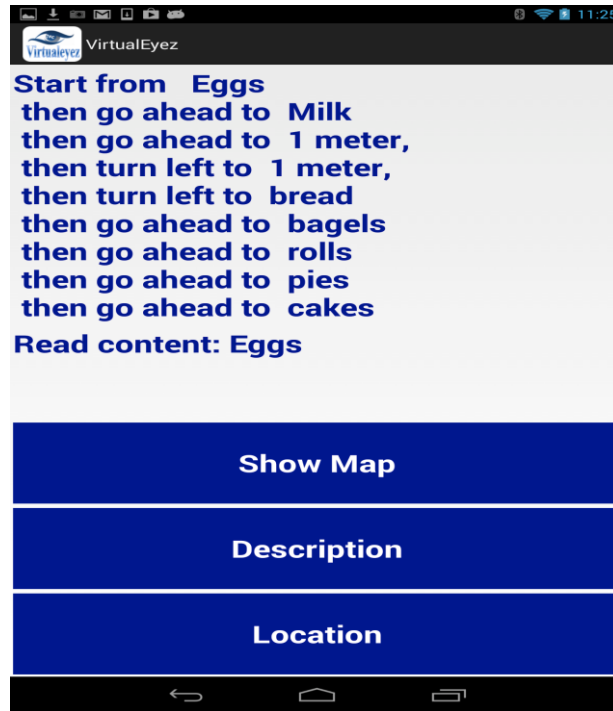 11:25
Virtualeyez VirtualEyez
Start from Eggs
then go ahead to Milk
then go ahead to 1 meter,
then turn left to 1 meter,
then turn left to bread
then go ahead to bagels
then go ahead to rolls
then go ahead to pies
then go ahead to cakes
Read content: Eggs
Show Map
Description
Location